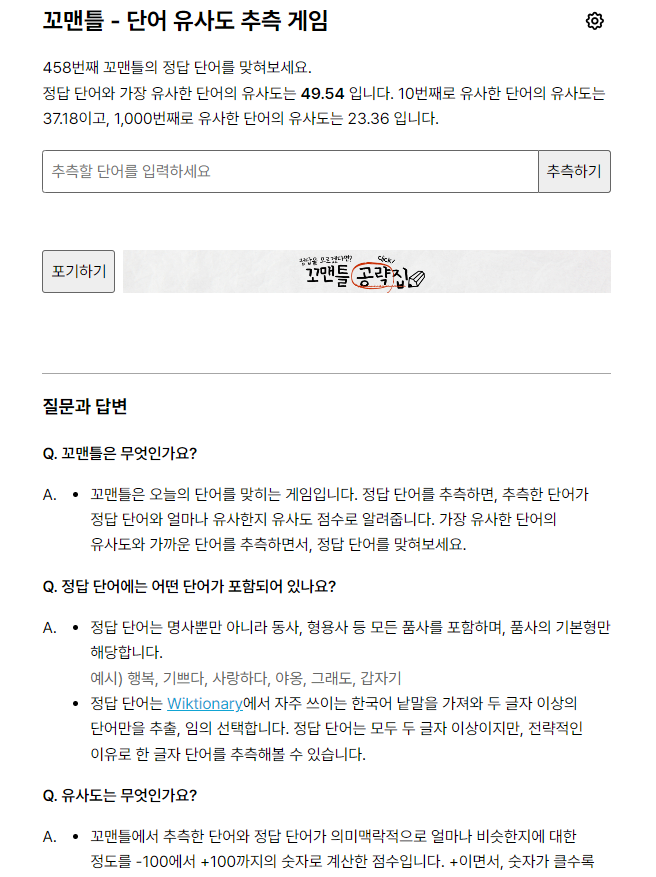 꼬맨틀 - 단어 유사도 추측 게임
458번째 꼬맨틀의 정답 단어를 맞혀보세요.
정답 단어와 가장 유사한 단어의 유사도는 49.54 입니다. 10번째로 유사한 단어의 유사도는
37.18이고, 1,000번째로 유사한 단어의 유사도는 23.36 입니다.
추측할 단어를 입력하세요
추측하기
포기하기
정답을 모르겠다면?
Click!
꼬맨틀 공략집
질문과 답변
Q. 꼬맨틀은 무엇인가요?
A. • 꼬맨틀은 오늘의 단어를 맞히는 게임입니다. 정답 단어를 추측하면, 추측한 단어가
정답 단어와 얼마나 유사한지 유사도 점수로 알려줍니다. 가장 유사한 단어의
유사도와 가까운 단어를 추측하면서, 정답 단어를 맞혀보세요.
Q. 정답 단어에는 어떤 단어가 포함되어 있나요?
A. • 정답 단어는 명사뿐만 아니라 동사, 형용사 등 모든 품사를 포함하며, 품사의 기본형만
해당합니다.
예시) 행복, 기쁘다, 사랑하다, 야옹, 그래도, 갑자기
• 정답 단어는 Wiktionary에서 자주 쓰이는 한국어 낱말을 가져와 두 글자 이상의
단어만을 추출, 임의 선택합니다. 정답 단어는 모두 두 글자 이상이지만, 전략적인
이유로 한 글자 단어를 추측해볼 수 있습니다.
Q. 유사도는 무엇인가요?
A. • 꼬맨틀에서 추측한 단어와 정답 단어가 의미맥락적으로 얼마나 비슷한지에 대한
정도를 -100에서 +100까지의 숫자로 계산한 점수입니다. +이면서, 숫자가 클수록